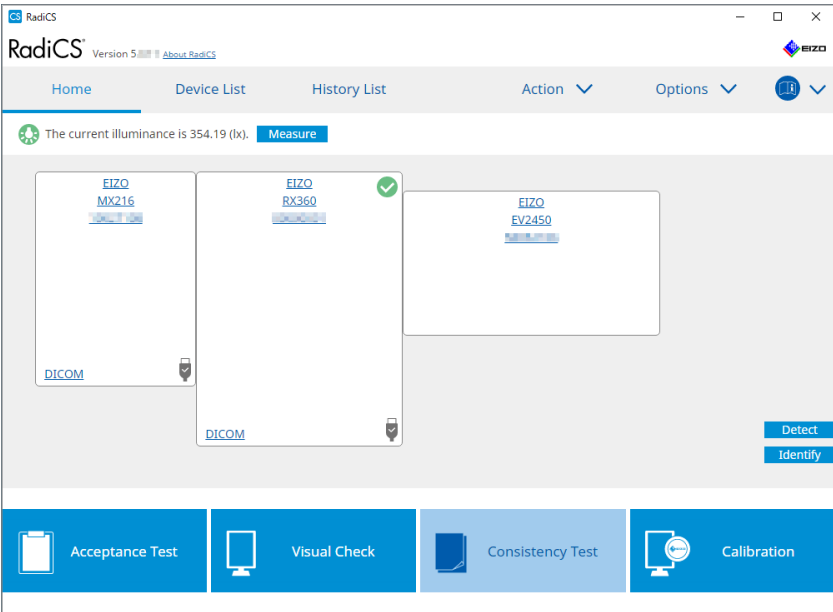 CS RadiCS
RadiCS® Version 5. About RadiCS
EIZO
Home Device List History List Action Options
The current illuminance is 354.19 (lx). Measure
EIZO
MX216
DICOM
EIZO
RX360
DICOM
EIZO
EV2450
Detect
Identify
Acceptance Test Visual Check Consistency Test Calibration